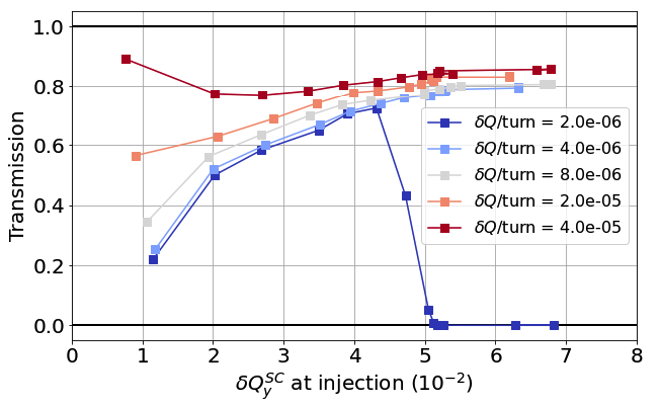 Transmission
1.0
0.8
0.6
0.4
0.2
0.0
δQ/turn = 2.0e-06
δQ/turn = 4.0e-06
δQ/turn = 8.0e-06
δQ/turn = 2.0e-05
δQ/turn = 4.0e-05
0 1 2 3 4 5 6 7 8
δQ_y^{SC} at injection (10^{-2})